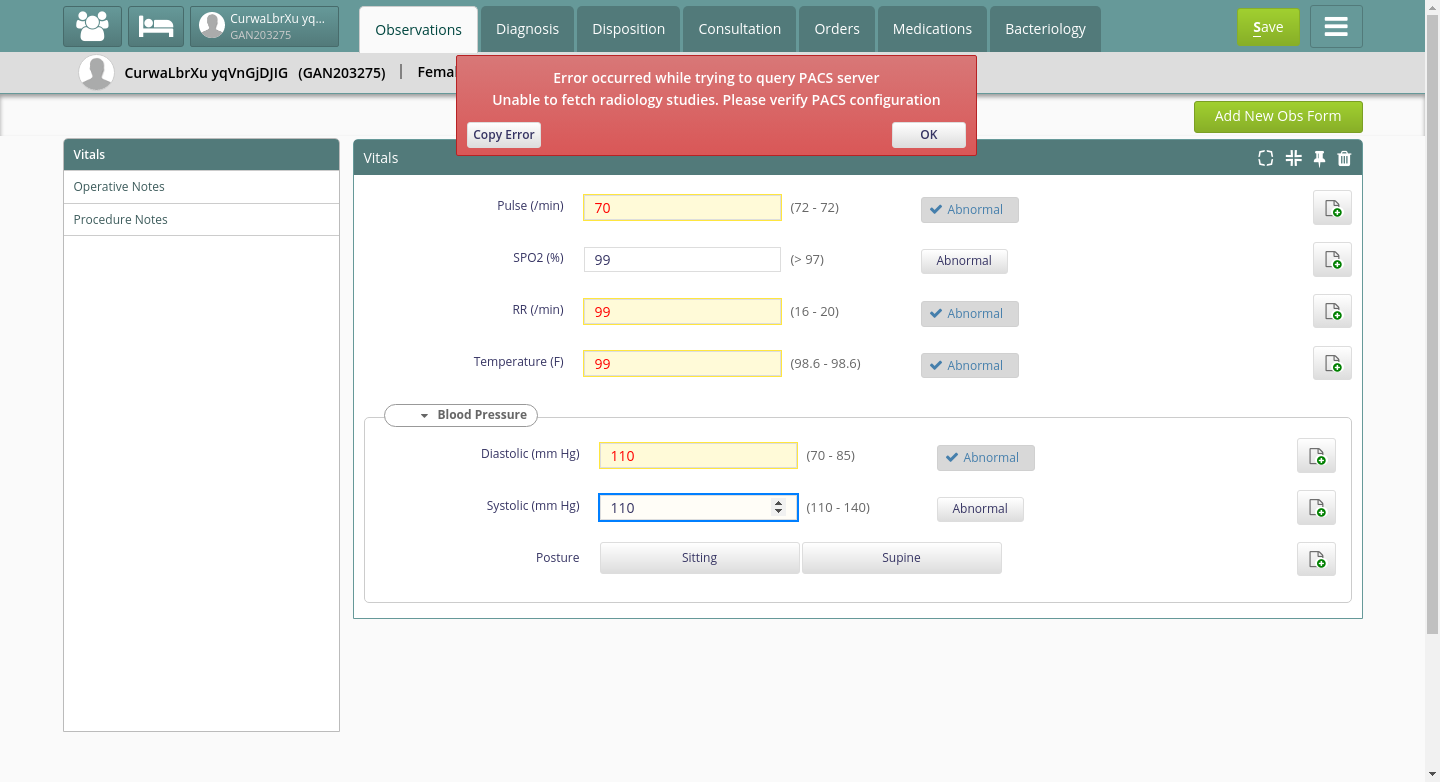 CurwaLbrXu yq...
GAN203275
Observations
Diagnosis
Disposition
Consultation
Orders
Medications
Bacteriology
Save
CurwaLbrXu yqVnGjDJIG (GAN203275) |
Error occurred while trying to query PACS server
Unable to fetch radiology studies. Please verify PACS configuration
Copy Error
OK
Add New Obs Form
Vitals
Operative Notes
Procedure Notes
Vitals
Pulse (/min) 70 (72 - 72) Abnormal
SPO2 (%) 99 (> 97) Abnormal
RR (/min) 99 (16 - 20) Abnormal
Temperature (F) 99 (98.6 - 98.6) Abnormal
Blood Pressure
Diastolic (mm Hg) 110 (70 - 85) Abnormal
Systolic (mm Hg) 110 (110 - 140) Abnormal
Posture Sitting Supine